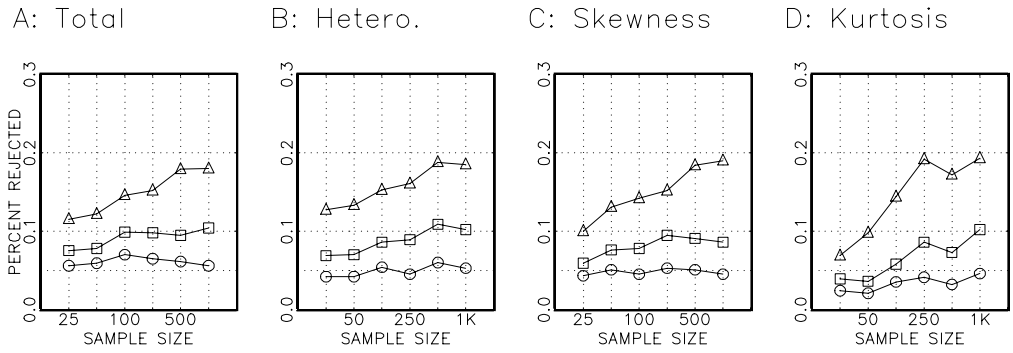 A: Total
B: Hetero.
C: Skewness
D: Kurtosis
PERCENT REJECTED
0.3
0.2
0.1
0.0
25 100 500
SAMPLE SIZE
0.3
0.2
0.1
0.0
50 250 1K
SAMPLE SIZE
0.3
0.2
0.1
0.0
25 100 500
SAMPLE SIZE
0.3
0.2
0.1
0.0
50 250 1K
SAMPLE SIZE